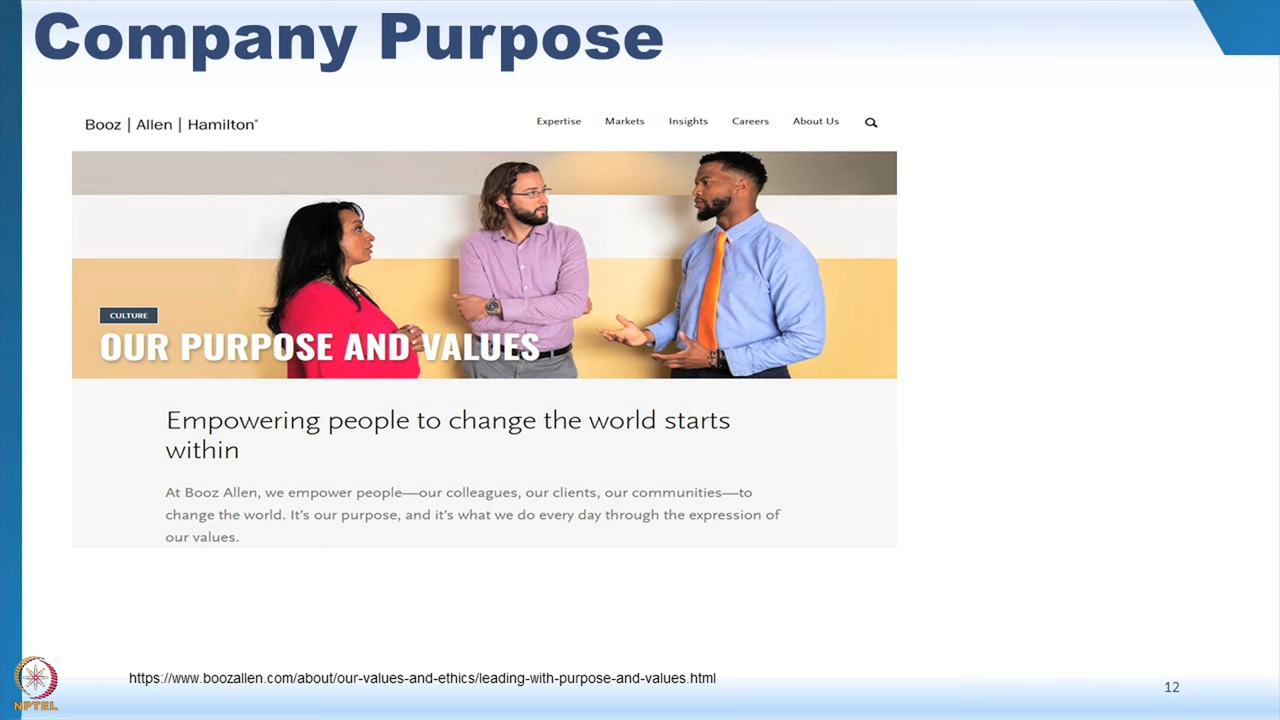 Company Purpose
Booz | Allen | Hamilton®
Expertise Markets Insights Careers About Us
CULTURE
OUR PURPOSE AND VALUES
Empowering people to change the world starts
within
At Booz Allen, we empower people—our colleagues, our clients, our communities—to
change the world. It's our purpose, and it's what we do every day through the expression of
our values.
https://www.boozallen.com/about/our-values-and-ethics/leading-with-purpose-and-values.html
12
NPTEL